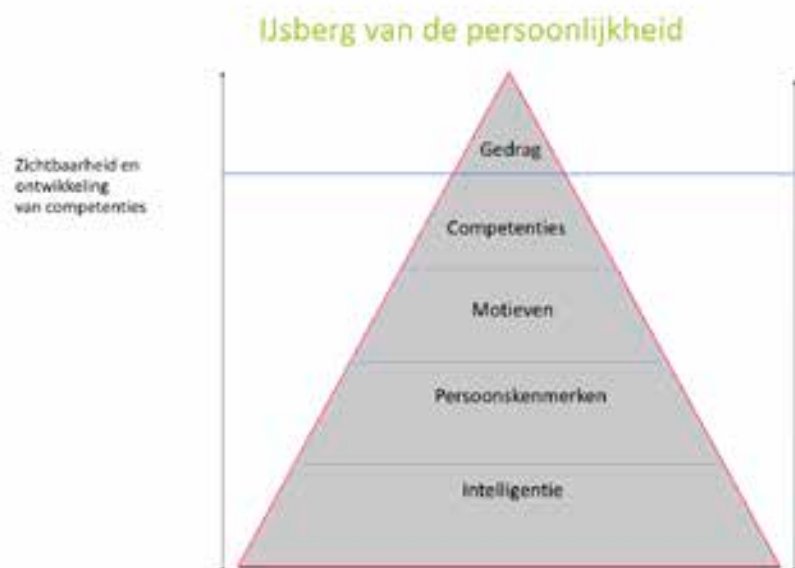 IJsberg van de persoonlijkheid
Gedrag
Zichtbaarheid en
ontwikkeling
van competenties
Competenties
Motieven
Persoonskenmerken
Intelligentie